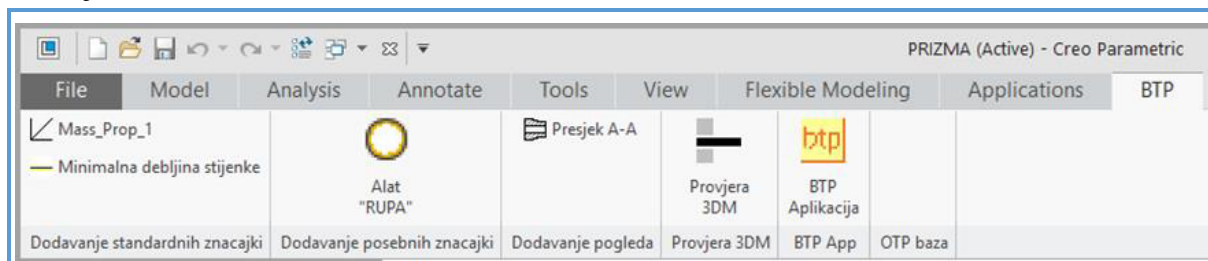 PRIZMA (Active) - Creo Parametric
File Model Analysis Annotate Tools View Flexible Modeling Applications BTP
Mass_Prop_1
Minimalna debljina stijenke
Alat
"RUPA"
Presjek A-A
Provjera
3DM
btp
BTP
Aplikacija
Dodavanje standardnih znacajki Dodavanje posebnih znacajki Dodavanje pogleda Provjera 3DM BTP App OTP baza